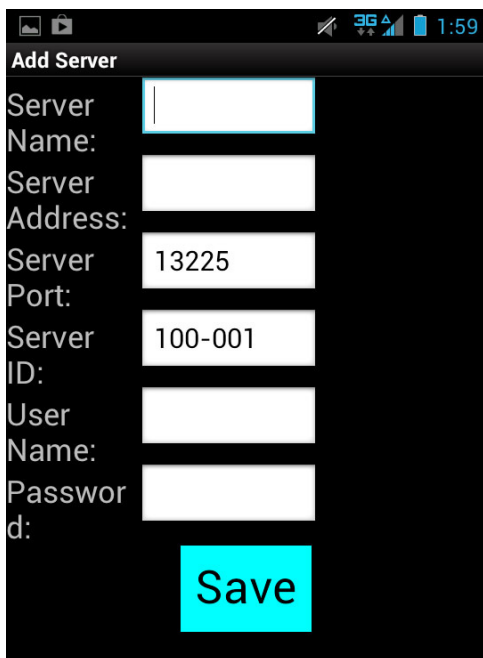 3G 1:59
Add Server
Server
Name:
Server
Address:
Server 13225
Port:
Server 100-001
ID:
User
Name:
Passwor
d:
Save